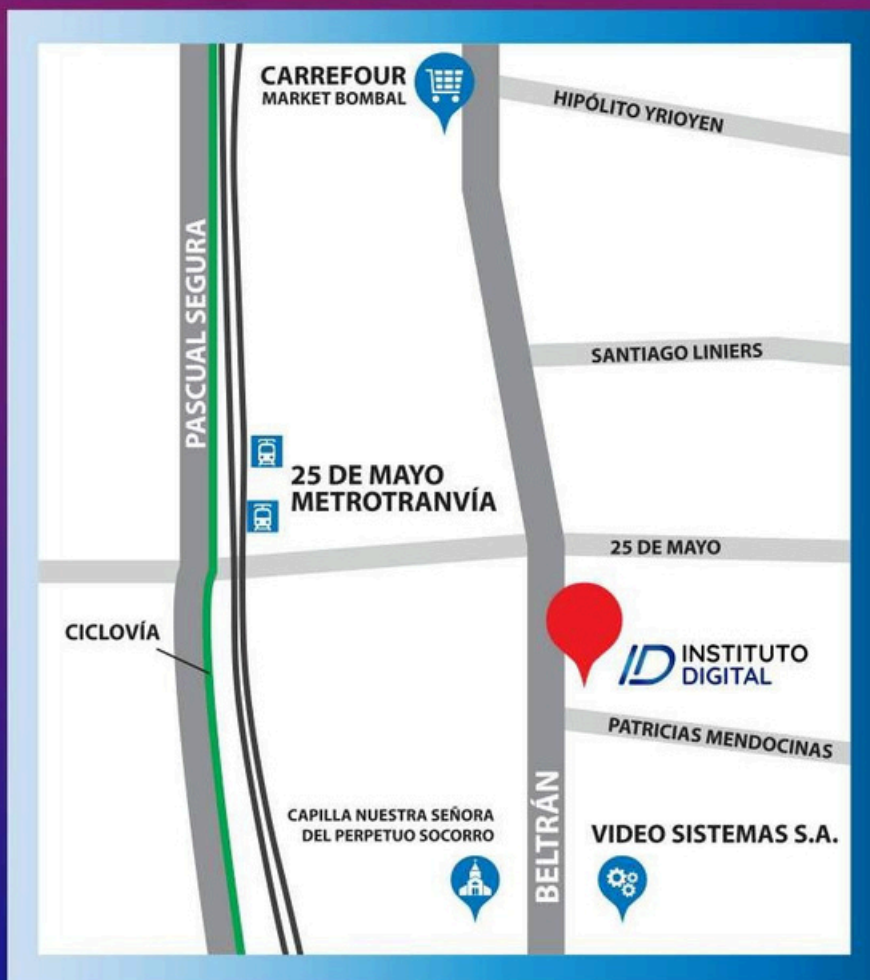 CARREFOUR
MARKET BOMBAL
HIPÓLITO YRIOYEN
PASCUAL SEGURA
SANTIAGO LINIERS
25 DE MAYO
METROTRANVÍA
25 DE MAYO
CICLOVÍA
ID INSTITUTO
DIGITAL
PATRICIAS MENDOCINAS
CAPILLA NUESTRA SEÑORA
DEL PERPETUO SOCORRO
BELTRÁN
VIDEO SISTEMAS S.A.